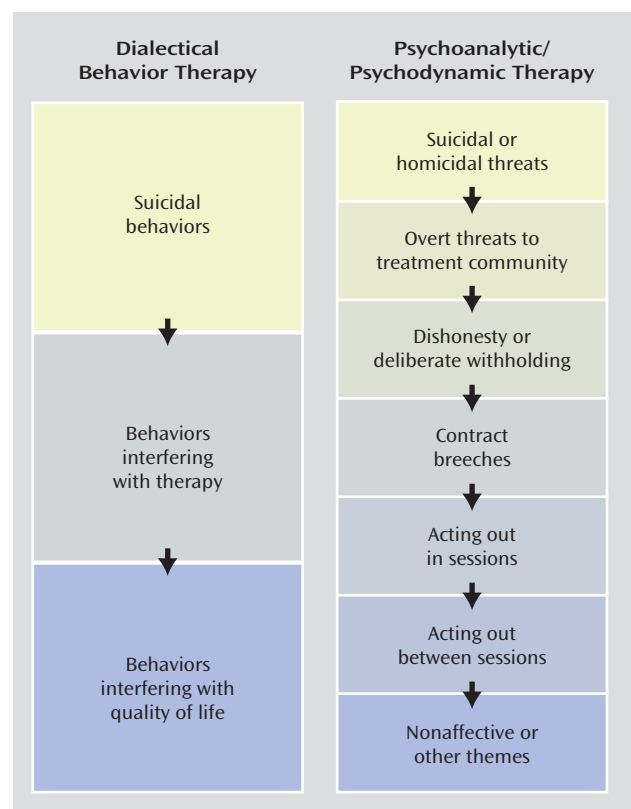 Dialectical
Behavior Therapy
Suicidal
behaviors
Behaviors
interfering
with therapy
Behaviors
interfering with
quality of life
Psychoanalytic/
Psychodynamic Therapy
Suicidal or
homicidal threats
Overt threats to
treatment community
Dishonesty or
deliberate withholding
Contract
breeches
Acting out
in sessions
Acting out
between sessions
Nonaffective or
other themes